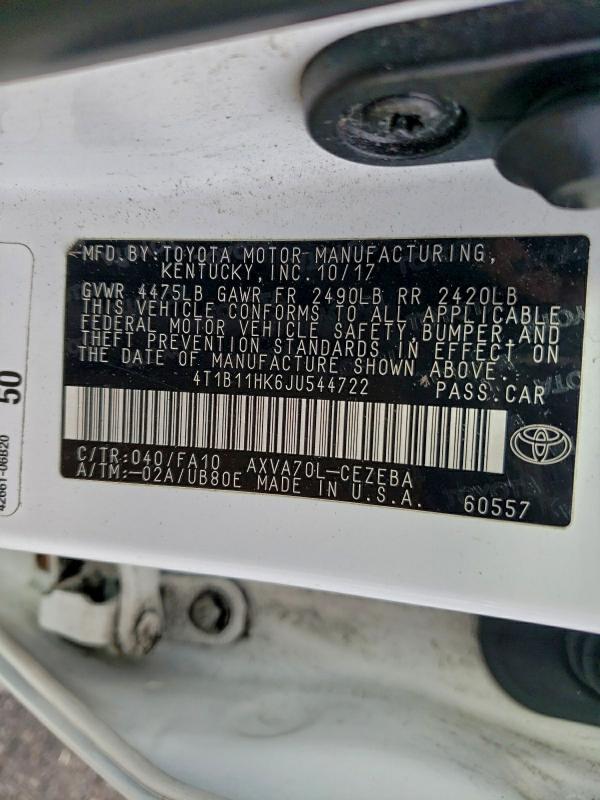 MFD.BY:TOYOTA MOTOR MANUFACTURING,
KENTUCKY, INC. 10/17
GVWR 4475LB GAWR FR 2490LB RR 2420LB
THIS VEHICLE CONFORMS TO ALL APPLICABLE
FEDERAL MOTOR VEHICLE SAFETY, BUMPER, AND
THEFT PREVENTION STANDARDS IN EFFECT ON
THE DATE OF MANUFACTURE SHOWN ABOVE.
4T1B11HK6JU544722 PASS.CAR
C/TR:040/FA10 AXVA70L-CEZEBA
A/TM:-02A/UB80E MADE IN U.S.A.
60557
50
42661-06B20